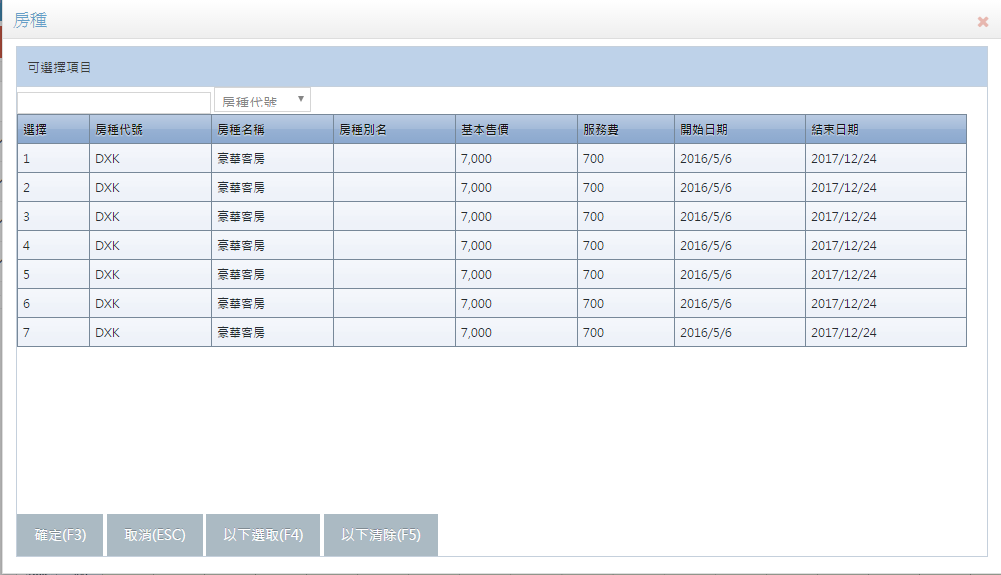 房種
可選擇項目
房種代號
選擇 房種代號 房種名稱 房種別名 基本售價 服務費 開始日期 結束日期
1 DXK 豪華客房 7,000 700 2016/5/6 2017/12/24
2 DXK 豪華客房 7,000 700 2016/5/6 2017/12/24
3 DXK 豪華客房 7,000 700 2016/5/6 2017/12/24
4 DXK 豪華客房 7,000 700 2016/5/6 2017/12/24
5 DXK 豪華客房 7,000 700 2016/5/6 2017/12/24
6 DXK 豪華客房 7,000 700 2016/5/6 2017/12/24
7 DXK 豪華客房 7,000 700 2016/5/6 2017/12/24
確定(F3) 取消(ESC) 以下選取(F4) 以下清除(F5)